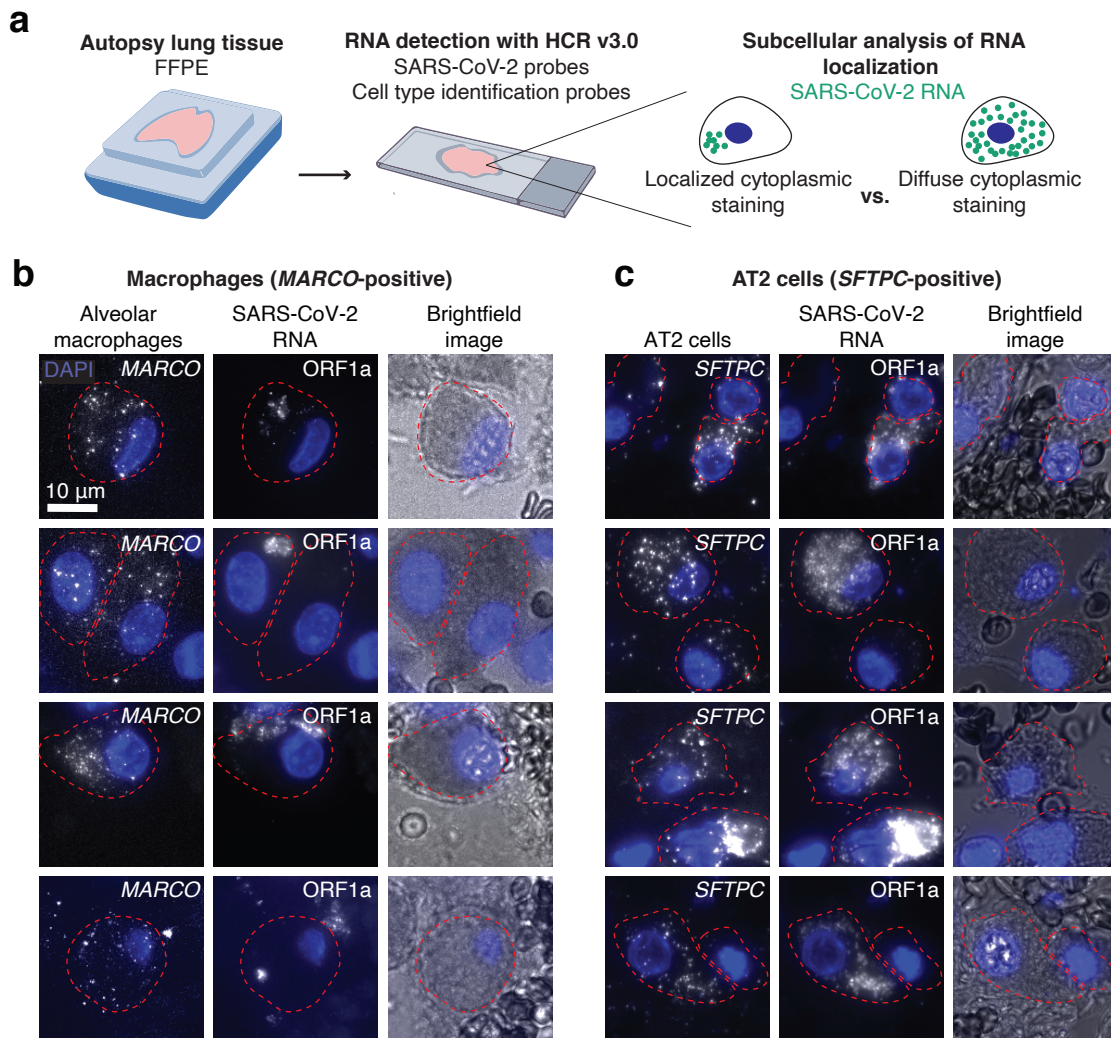 a
Autopsy lung tissue
FFPE
RNA detection with HCR v3.0
SARS-CoV-2 probes
Cell type identification probes
Subcellular analysis of RNA
localization
SARS-CoV-2 RNA
Localized cytoplasmic
staining
vs.
Diffuse cytoplasmic
staining
b
Macrophages (MARCO-positive)
Alveolar
macrophages
SARS-CoV-2
RNA
Brightfield
image
DAPI
MARCO
ORF1a
10 µm
MARCO
ORF1a
MARCO
ORF1a
MARCO
ORF1a
c
AT2 cells (SFTPC-positive)
AT2 cells
SARS-CoV-2
RNA
Brightfield
image
SFTPC
ORF1a
SFTPC
ORF1a
SFTPC
ORF1a
SFTPC
ORF1a